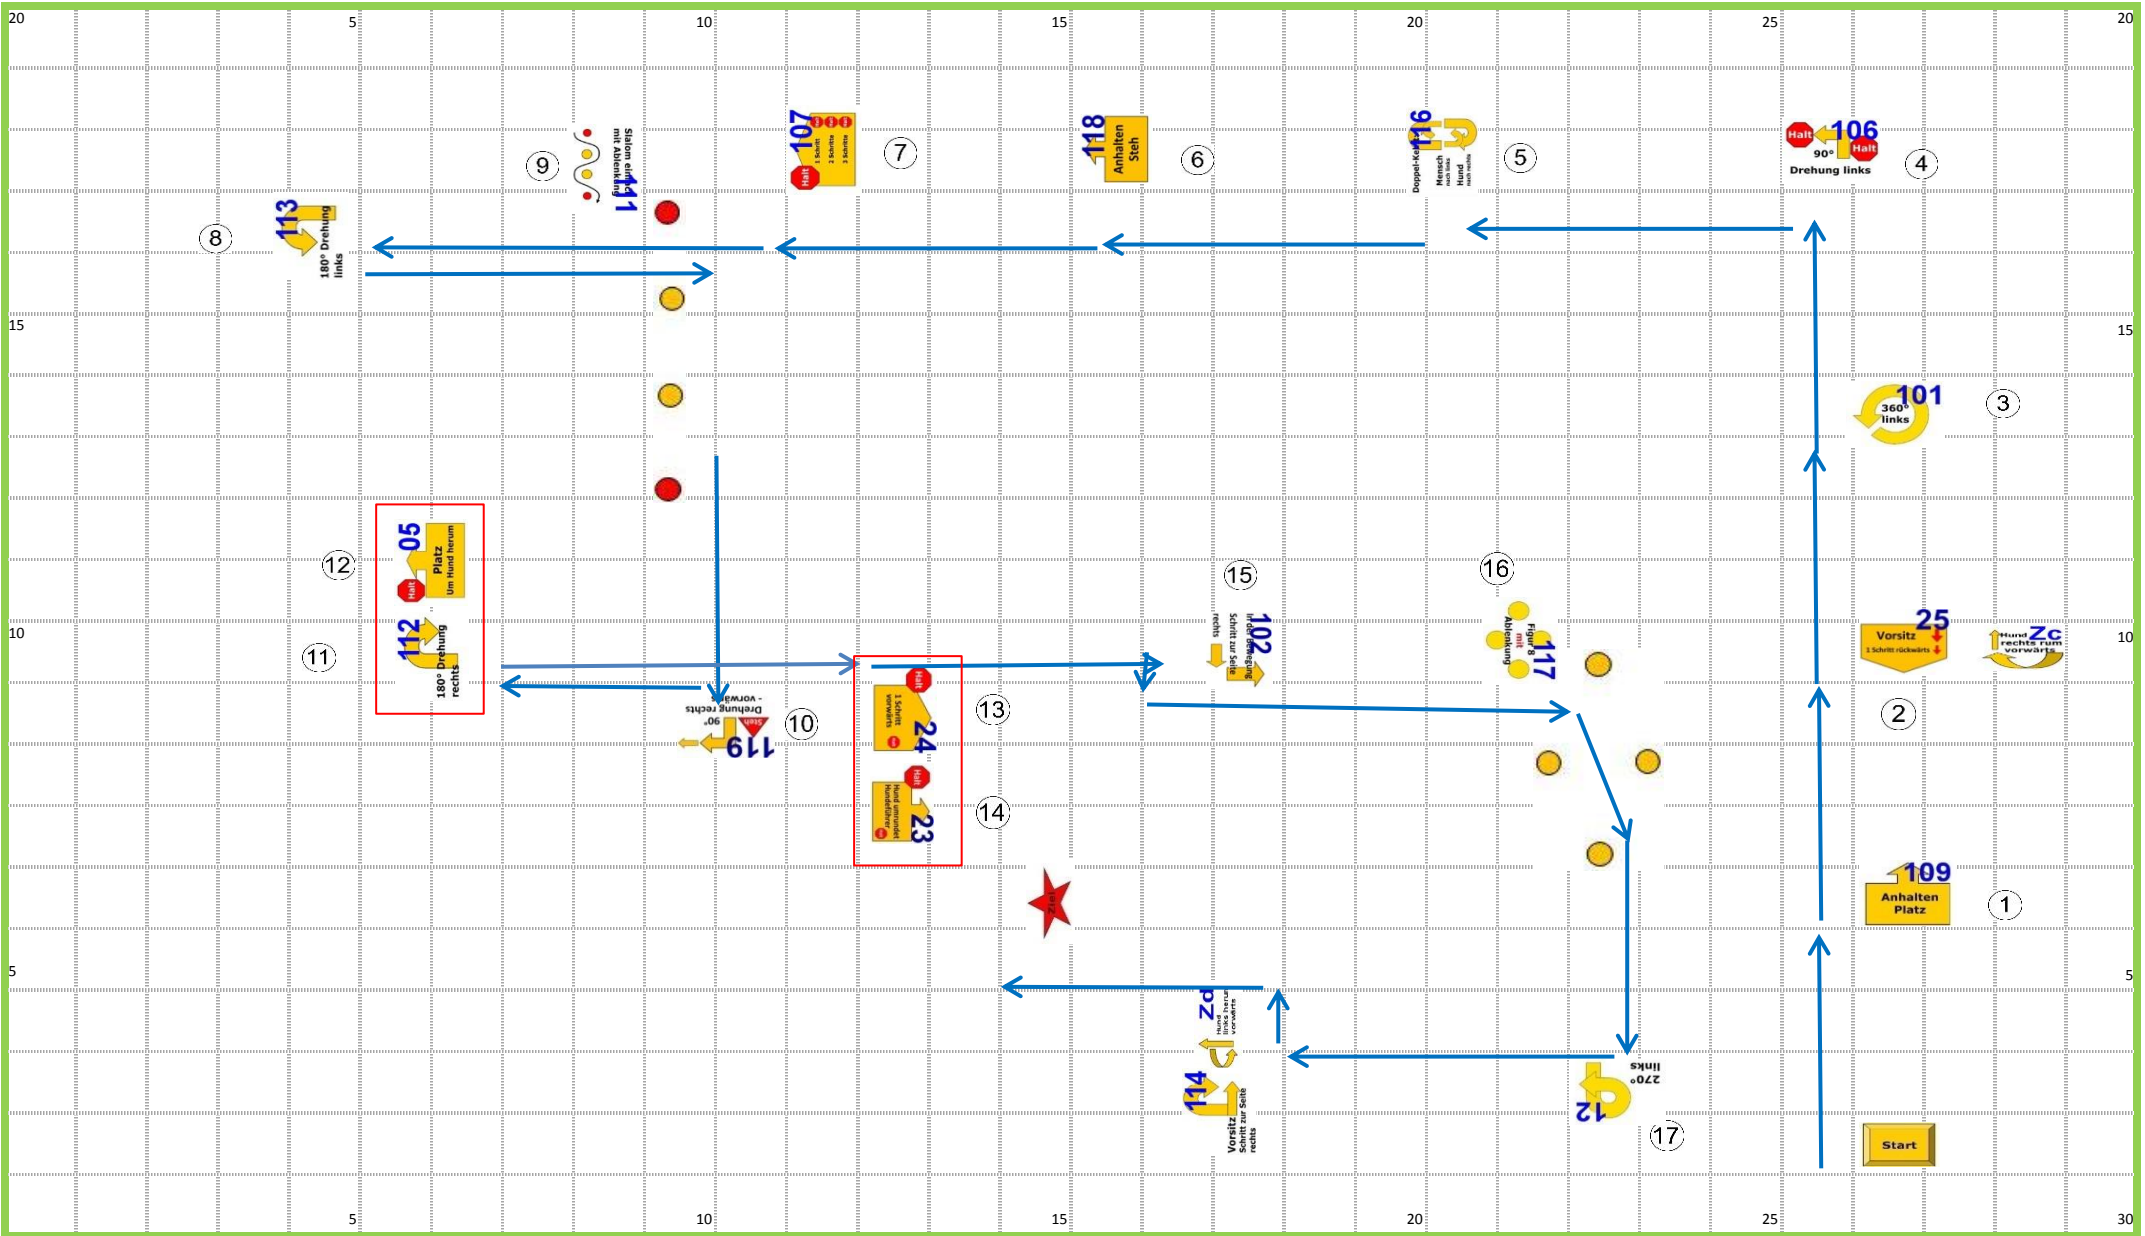 20 5 10 15 20 25 20
107
Halt
1 Schritt
2 Schritte
3 Schritte
7
118
Anhalten
Steh
6
116
Mensch
nach links
Hund
nach rechts
5
Halt
106
Halt
90°
Drehung links
4
9
Slalom einfach
mit Ablenkung
111
8
113
180° Drehung
links
15 15
101
360°
links
3
12
05
Halt
Platz
Um Hund herum
11
112
180° Drehung
rechts
10 10
15
102
In der Bewegung
Schritt zur Seite
rechts
16
Figur 8
mit
Ablenkung
117
25
Vorsitz
1 Schritt rückwärts
Zc
Hund
rechts rum
vorwärts
2
10
119
Steh
90°
Drehung rechts
- vorwärts
13
Halt
1 Schritt
vorwärts
24
14
Halt
Hund umrundet
Hundeführer
23
109
Anhalten
Platz
1
Ziel
5 5
Zd
Hund
links herum
vorwärts
114
Vorsitz
Schritt zur Seite
rechts
270°
links
12
17
Start
5 10 15 20 25 30